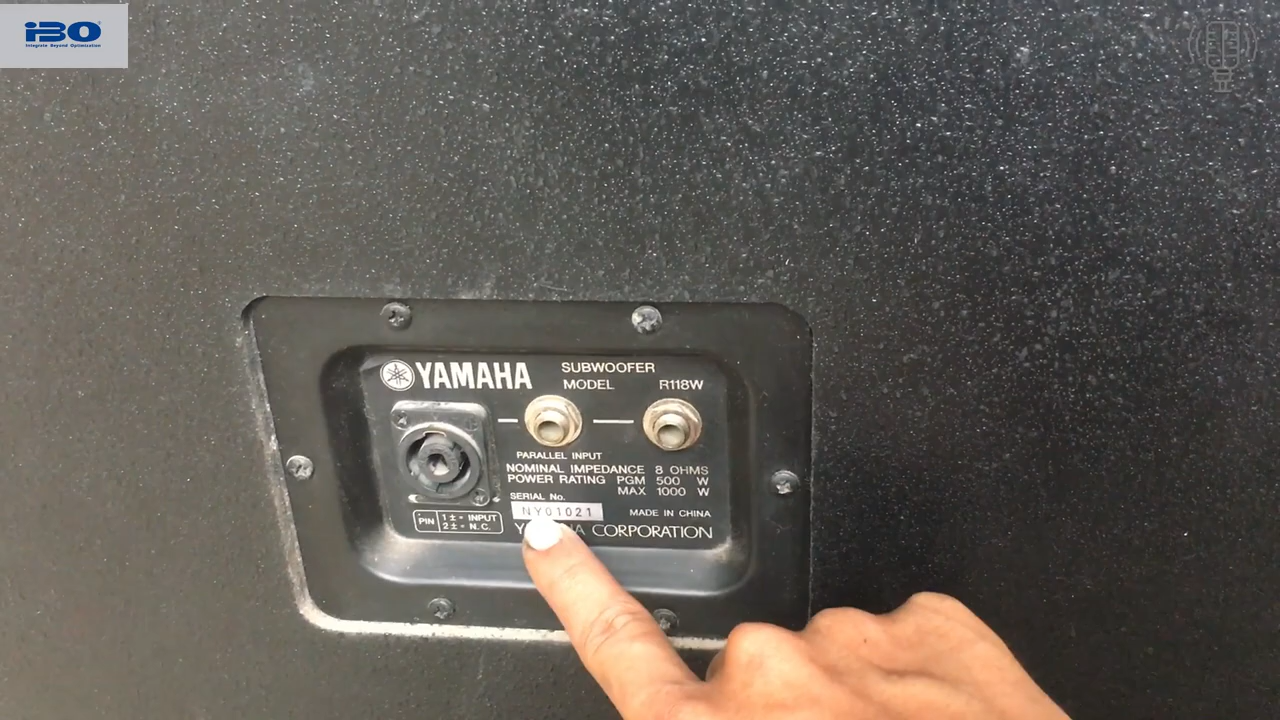 iBO
Integrate Beyond Optimization
YAMAHA
SUBWOOFER
MODEL R118W
PARALLEL INPUT
NOMINAL IMPEDANCE 8 OHMS
POWER RATING PGM 500 W
MAX 1000 W
SERIAL No.
NY01021
MADE IN CHINA
PIN 1± = INPUT
2± = N.C.
CORPORATION